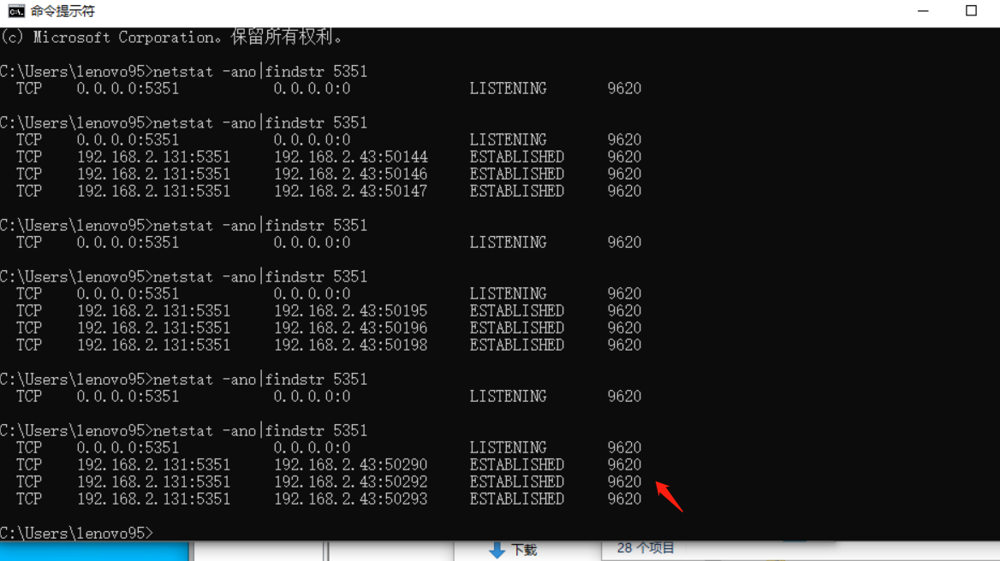 命令提示符
(c) Microsoft Corporation。保留所有权利。
C:\Users\lenovo95>netstat -ano|findstr 5351
TCP 0.0.0.0:5351 0.0.0.0:0 LISTENING 9620
C:\Users\lenovo95>netstat -ano|findstr 5351
TCP 0.0.0.0:5351 0.0.0.0:0 LISTENING 9620
TCP 192.168.2.131:5351 192.168.2.43:50144 ESTABLISHED 9620
TCP 192.168.2.131:5351 192.168.2.43:50146 ESTABLISHED 9620
TCP 192.168.2.131:5351 192.168.2.43:50147 ESTABLISHED 9620
C:\Users\lenovo95>netstat -ano|findstr 5351
TCP 0.0.0.0:5351 0.0.0.0:0 LISTENING 9620
C:\Users\lenovo95>netstat -ano|findstr 5351
TCP 0.0.0.0:5351 0.0.0.0:0 LISTENING 9620
TCP 192.168.2.131:5351 192.168.2.43:50195 ESTABLISHED 9620
TCP 192.168.2.131:5351 192.168.2.43:50196 ESTABLISHED 9620
TCP 192.168.2.131:5351 192.168.2.43:50198 ESTABLISHED 9620
C:\Users\lenovo95>netstat -ano|findstr 5351
TCP 0.0.0.0:5351 0.0.0.0:0 LISTENING 9620
C:\Users\lenovo95>netstat -ano|findstr 5351
TCP 0.0.0.0:5351 0.0.0.0:0 LISTENING 9620
TCP 192.168.2.131:5351 192.168.2.43:50290 ESTABLISHED 9620
TCP 192.168.2.131:5351 192.168.2.43:50292 ESTABLISHED 9620
TCP 192.168.2.131:5351 192.168.2.43:50293 ESTABLISHED 9620
C:\Users\lenovo95>
下载 28 个项目